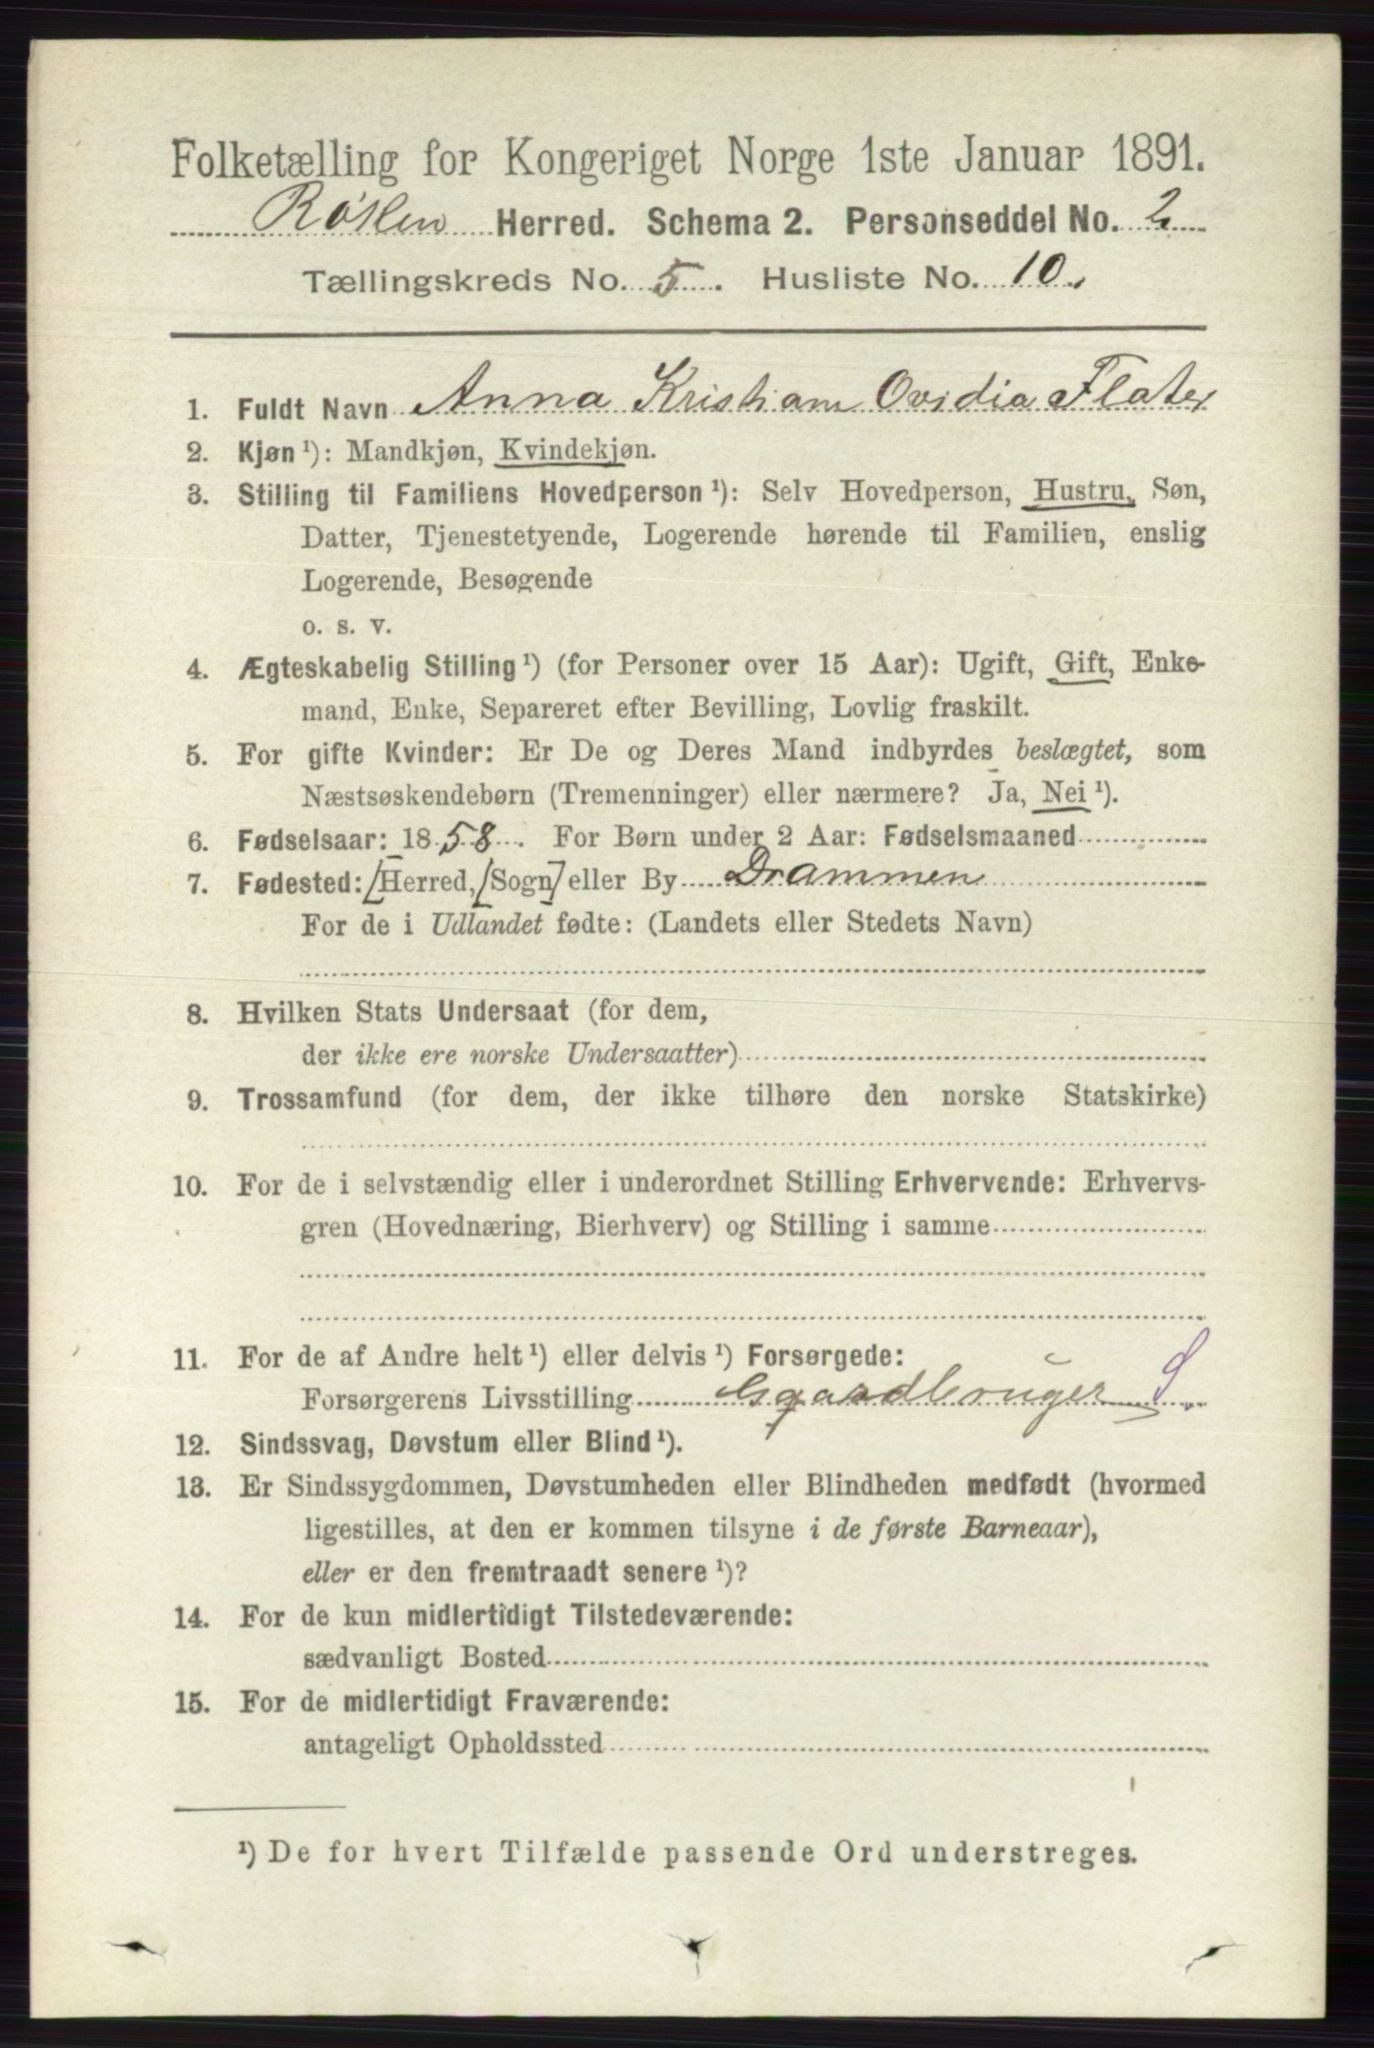 Folketælling for Kongeriget Norge 1ste Januar 1891.
Røken Herred. Schema 2. Personseddel No. 2
Tællingskreds No. 5. Husliste No. 10.
1. Fuldt Navn Anna Kristiane Ovidia Flater
2. Kjøn ¹): Mandkjøn, Kvindekjøn.
3. Stilling til Familiens Hovedperson ¹): Selv Hovedperson, Hustru, Søn,
Datter, Tjenestetyende, Logerende hørende til Familien, enslig
Logerende, Besøgende
o. s. v.
4. Ægteskabelig Stilling ¹) (for Personer over 15 Aar): Ugift, Gift, Enke-
mand, Enke, Separeret efter Bevilling, Lovlig fraskilt.
5. For gifte Kvinder: Er De og Deres Mand indbyrdes beslægtet, som
Næstsøskendebørn (Tremenninger) eller nærmere? Ja, Nei ¹).
6. Fødselsaar: 1858. For Børn under 2 Aar: Fødselsmaaned
7. Fødested: [Herred, [Sogn] eller By Drammen
For de i Udlandet fødte: (Landets eller Stedets Navn)
8. Hvilken Stats Undersaat (for dem,
der ikke ere norske Undersaatter)
9. Trossamfund (for dem, der ikke tilhøre den norske Statskirke)
10. For de i selvstændig eller i underordnet Stilling Erhvervende: Erhvervs-
gren (Hovednæring, Bierhverv) og Stilling i samme
11. For de af Andre helt ¹) eller delvis ¹) Forsørgede:
Forsørgerens Livsstilling Gaardbruger S
12. Sindssvag, Døvstum eller Blind ¹).
13. Er Sindssygdommen, Døvstumheden eller Blindheden medfødt (hvormed
ligestilles, at den er kommen tilsyne i de første Barneaar),
eller er den fremtraadt senere ¹)?
14. For de kun midlertidigt Tilstedeværende:
sædvanligt Bosted
15. For de midlertidigt Fraværende:
antageligt Opholdssted
¹) De for hvert Tilfælde passende Ord understreges.